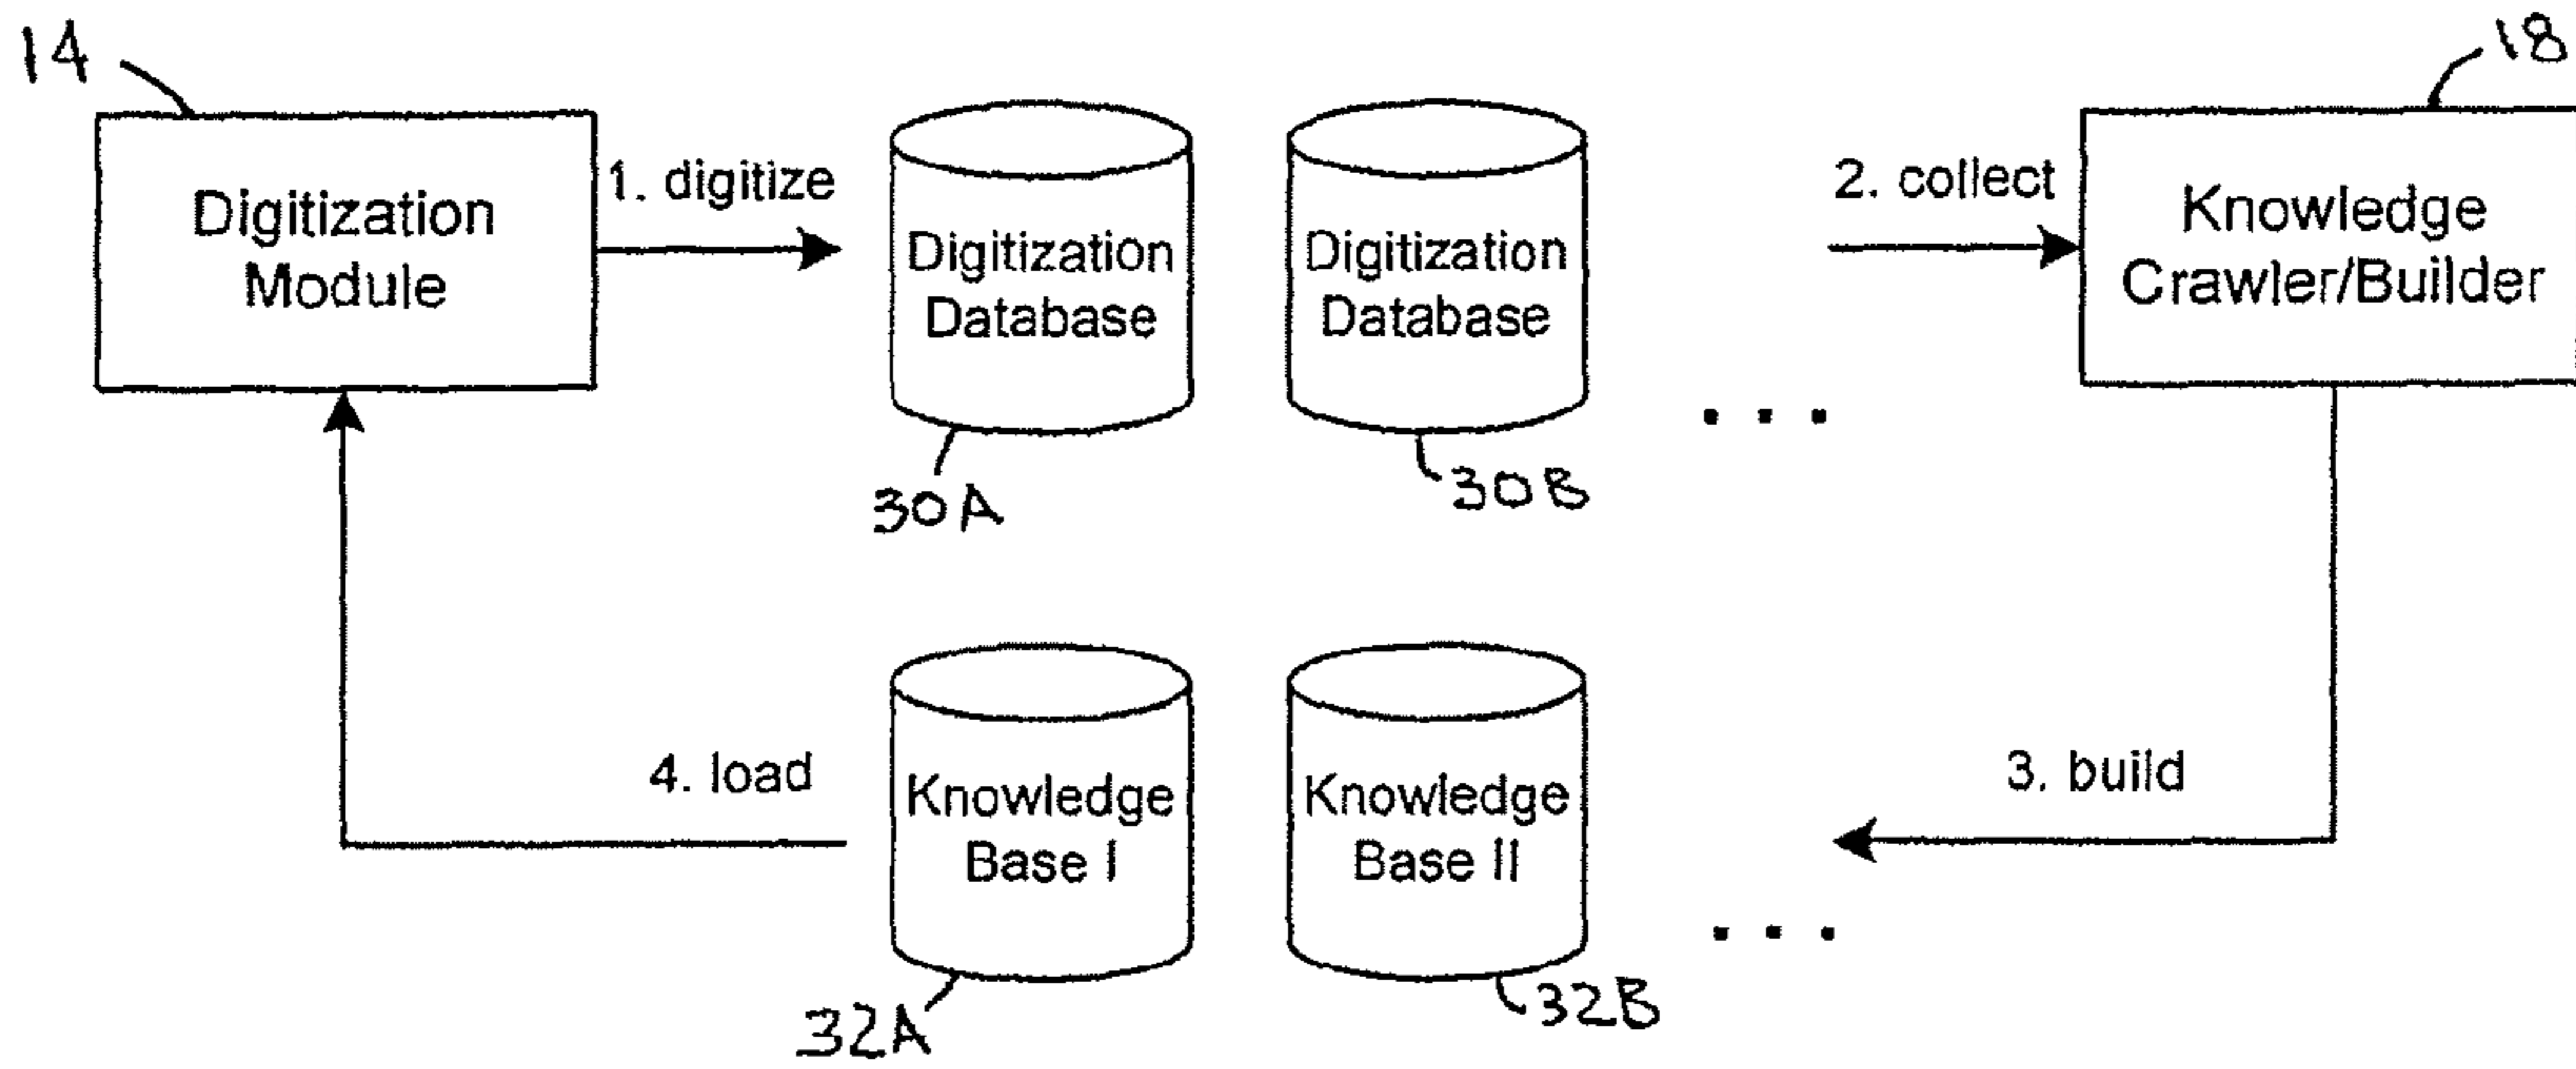 14
18
Digitization
Module
1. digitize
Digitization
Database
Digitization
Database
2. collect
Knowledge
Crawler/Builder
. . .
30A
30B
4. load
Knowledge
Base I
Knowledge
Base II
3. build
. . .
32A
32B